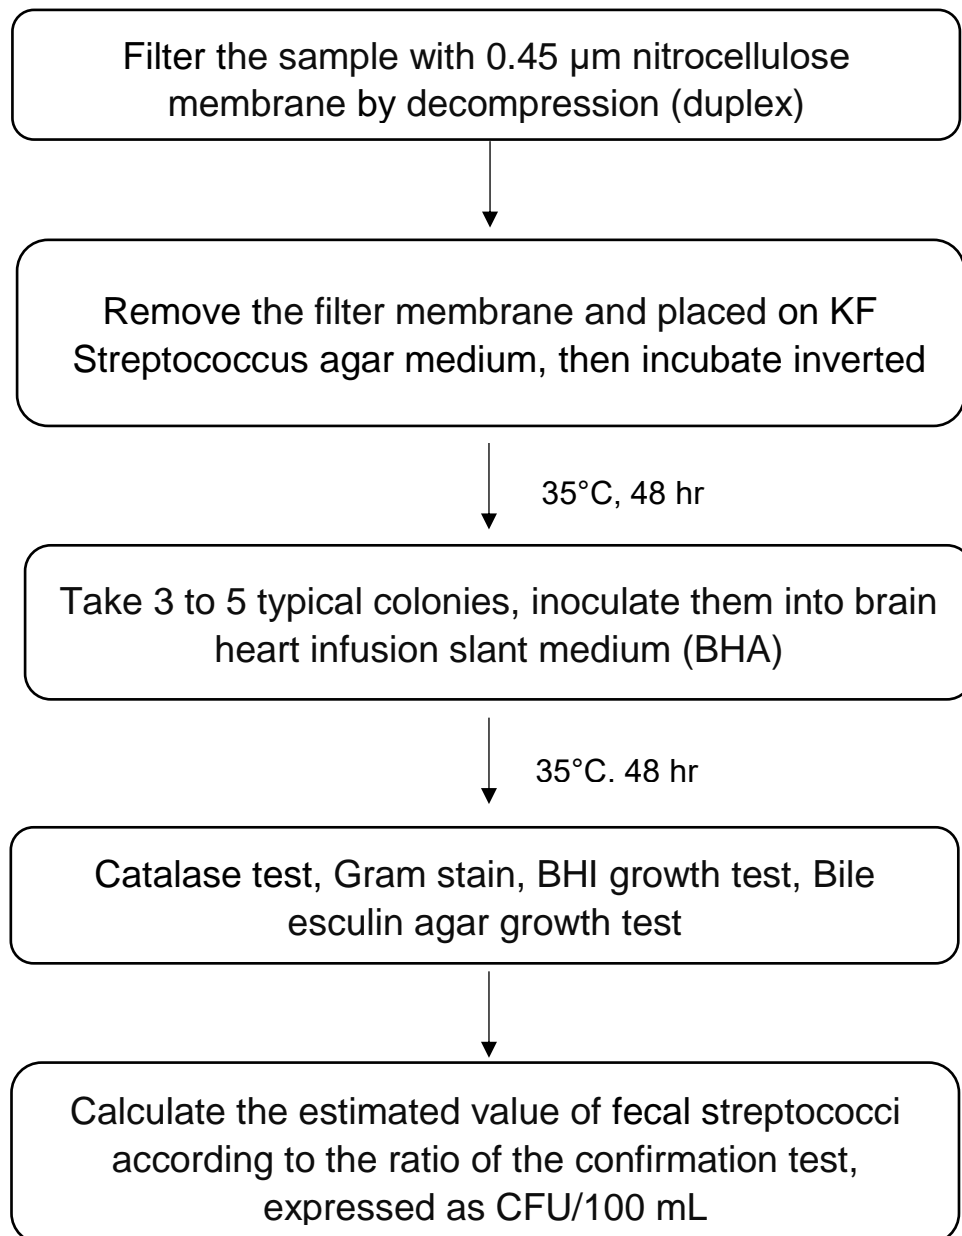 Filter the sample with 0.45 µm nitrocellulose
membrane by decompression (duplex)
Remove the filter membrane and placed on KF
Streptococcus agar medium, then incubate inverted
35°C, 48 hr
Take 3 to 5 typical colonies, inoculate them into brain
heart infusion slant medium (BHA)
35°C. 48 hr
Catalase test, Gram stain, BHI growth test, Bile
esculin agar growth test
Calculate the estimated value of fecal streptococci
according to the ratio of the confirmation test,
expressed as CFU/100 mL